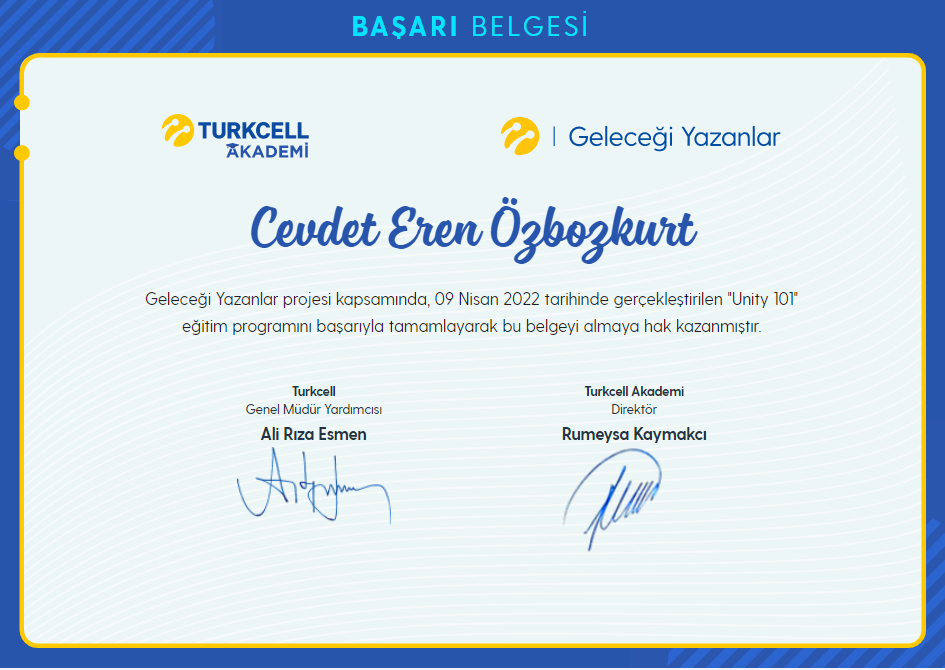 BAŞARI BELGESİ
TURKCELL
AKADEMİ
Geleceği Yazanlar
Cevdet Eren Özbozkurt
Geleceği Yazanlar projesi kapsamında, 09 Nisan 2022 tarihinde gerçekleştirilen "Unity 101"
eğitim programını başarıyla tamamlayarak bu belgeyi almaya hak kazanmıştır.
Turkcell
Genel Müdür Yardımcısı
Ali Rıza Esmen
Turkcell Akademi
Direktör
Rumeysa Kaymakcı